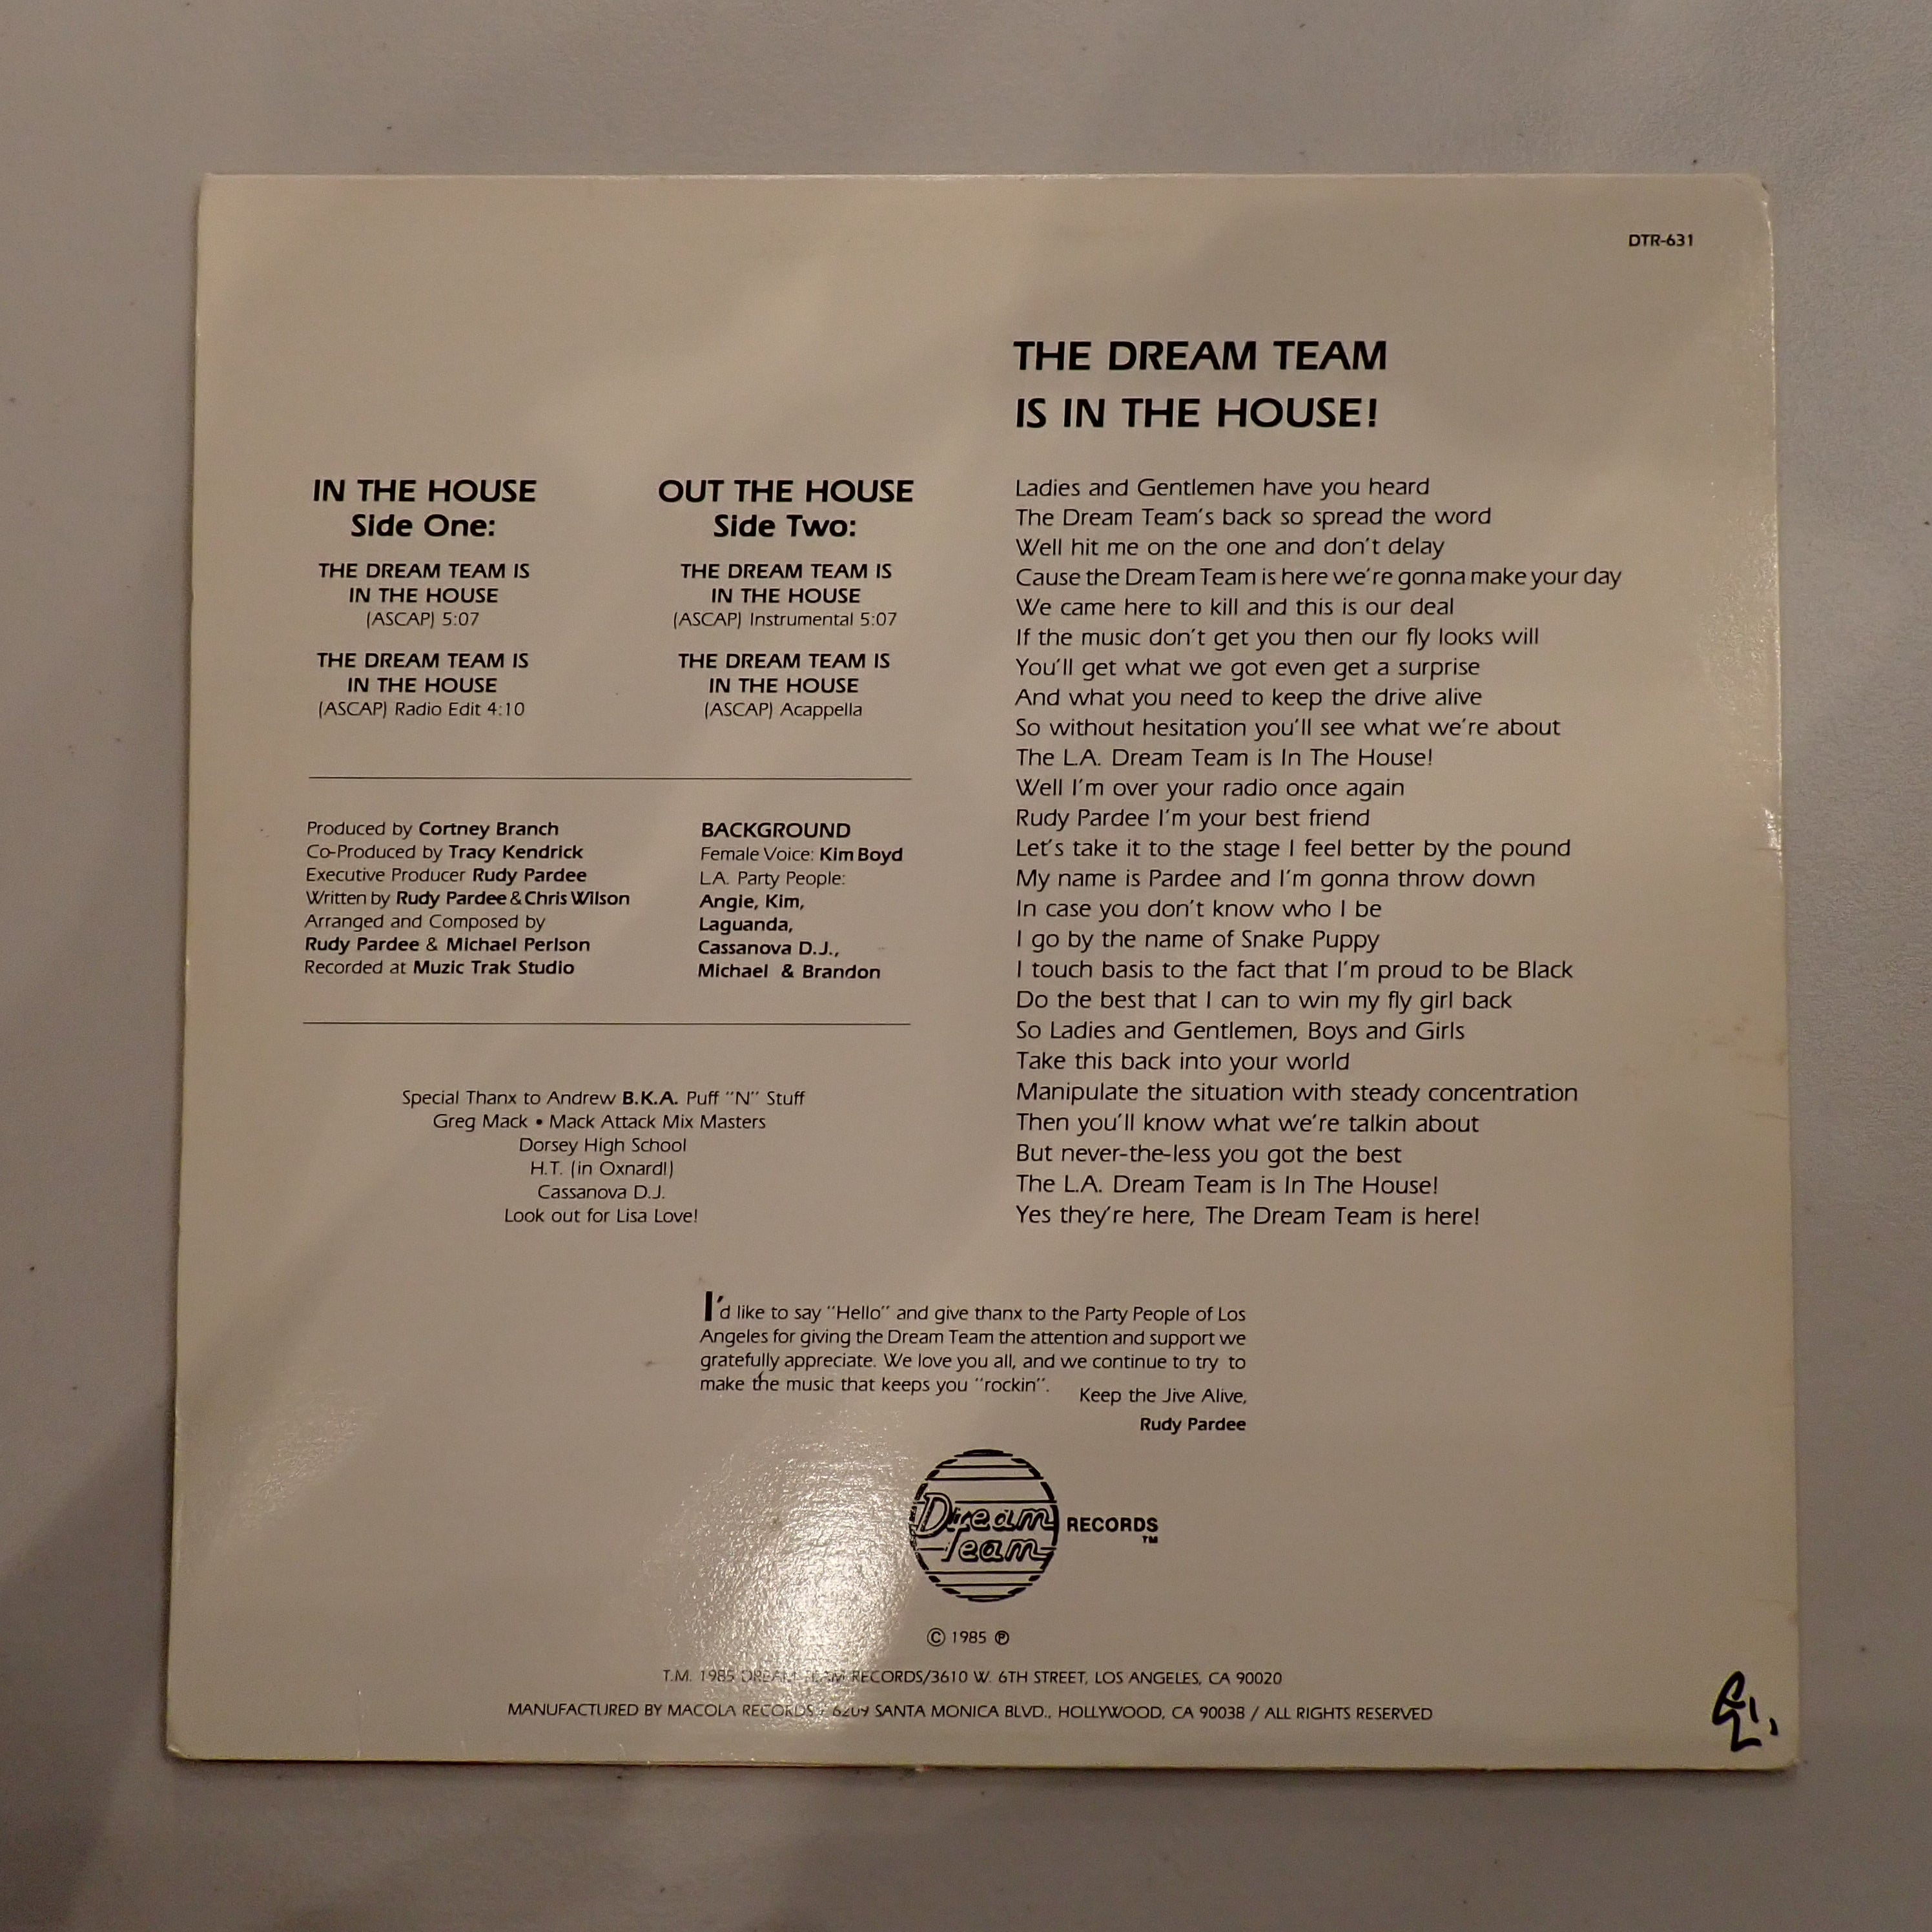 DTR-631
THE DREAM TEAM
IS IN THE HOUSE!
IN THE HOUSE
Side One:
THE DREAM TEAM IS
IN THE HOUSE
(ASCAP) 5:07
THE DREAM TEAM IS
IN THE HOUSE
(ASCAP) Radio Edit 4:10
OUT THE HOUSE
Side Two:
THE DREAM TEAM IS
IN THE HOUSE
(ASCAP) Instrumental 5:07
THE DREAM TEAM IS
IN THE HOUSE
(ASCAP) Acappella
Produced by Cortney Branch
Co-Produced by Tracy Kendrick
Executive Producer Rudy Pardee
Written by Rudy Pardee & Chris Wilson
Arranged and Composed by
Rudy Pardee & Michael Perison
Recorded at Muzic Trak Studio
BACKGROUND
Female Voice: Kim Boyd
L.A. Party People:
Angie, Kim,
Laguanda,
Cassanova D.J.,
Michael & Brandon
Special Thanx to Andrew B.K.A. Puff "N" Stuff
Greg Mack • Mack Attack Mix Masters
Dorsey High School
H.T. (in Oxnard!)
Cassanova D.J.
Look out for Lisa Love!
Ladies and Gentlemen have you heard
The Dream Team's back so spread the word
Well hit me on the one and don't delay
Cause the Dream Team is here we're gonna make your day
We came here to kill and this is our deal
If the music don't get you then our fly looks will
You'll get what we got even get a surprise
And what you need to keep the drive alive
So without hesitation you'll see what we're about
The L.A. Dream Team is In The House!
Well I'm over your radio once again
Rudy Pardee I'm your best friend
Let's take it to the stage I feel better by the pound
My name is Pardee and I'm gonna throw down
In case you don't know who I be
I go by the name of Snake Puppy
I touch basis to the fact that I'm proud to be Black
Do the best that I can to win my fly girl back
So Ladies and Gentlemen, Boys and Girls
Take this back into your world
Manipulate the situation with steady concentration
Then you'll know what we're talkin about
But never-the-less you got the best
The L.A. Dream Team is In The House!
Yes they're here, The Dream Team is here!
I'd like to say "Hello" and give thanx to the Party People of Los
Angeles for giving the Dream Team the attention and support we
gratefully appreciate. We love you all, and we continue to try to
make the music that keeps you "rockin".
Keep the Jive Alive,
Rudy Pardee
Dream
Team
RECORDS
TM
© 1985 ℗
T.M. 1985 DREAM TEAM RECORDS/3610 W. 6TH STREET, LOS ANGELES, CA 90020
MANUFACTURED BY MACOLA RECORDS / 6209 SANTA MONICA BLVD., HOLLYWOOD, CA 90038 / ALL RIGHTS RESERVED